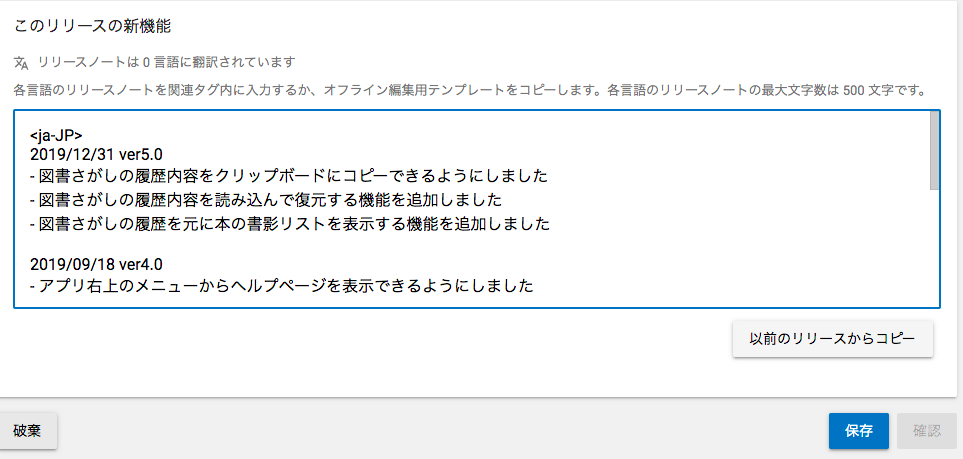 このリリースの新機能
リリースノートは 0 言語に翻訳されています
各言語のリリースノートを関連タグ内に入力するか、オフライン編集用テンプレートをコピーします。各言語のリリースノートの最大文字数は 500 文字です。
<ja-JP>
2019/12/31 ver5.0
- 図書さがしの履歴内容をクリップボードにコピーできるようにしました
- 図書さがしの履歴内容を読み込んで復元する機能を追加しました
- 図書さがしの履歴を元に本の書影リストを表示する機能を追加しました
2019/09/18 ver4.0
- アプリ右上のメニューからヘルプページを表示できるようにしました
以前のリリースからコピー
破棄
保存
確認